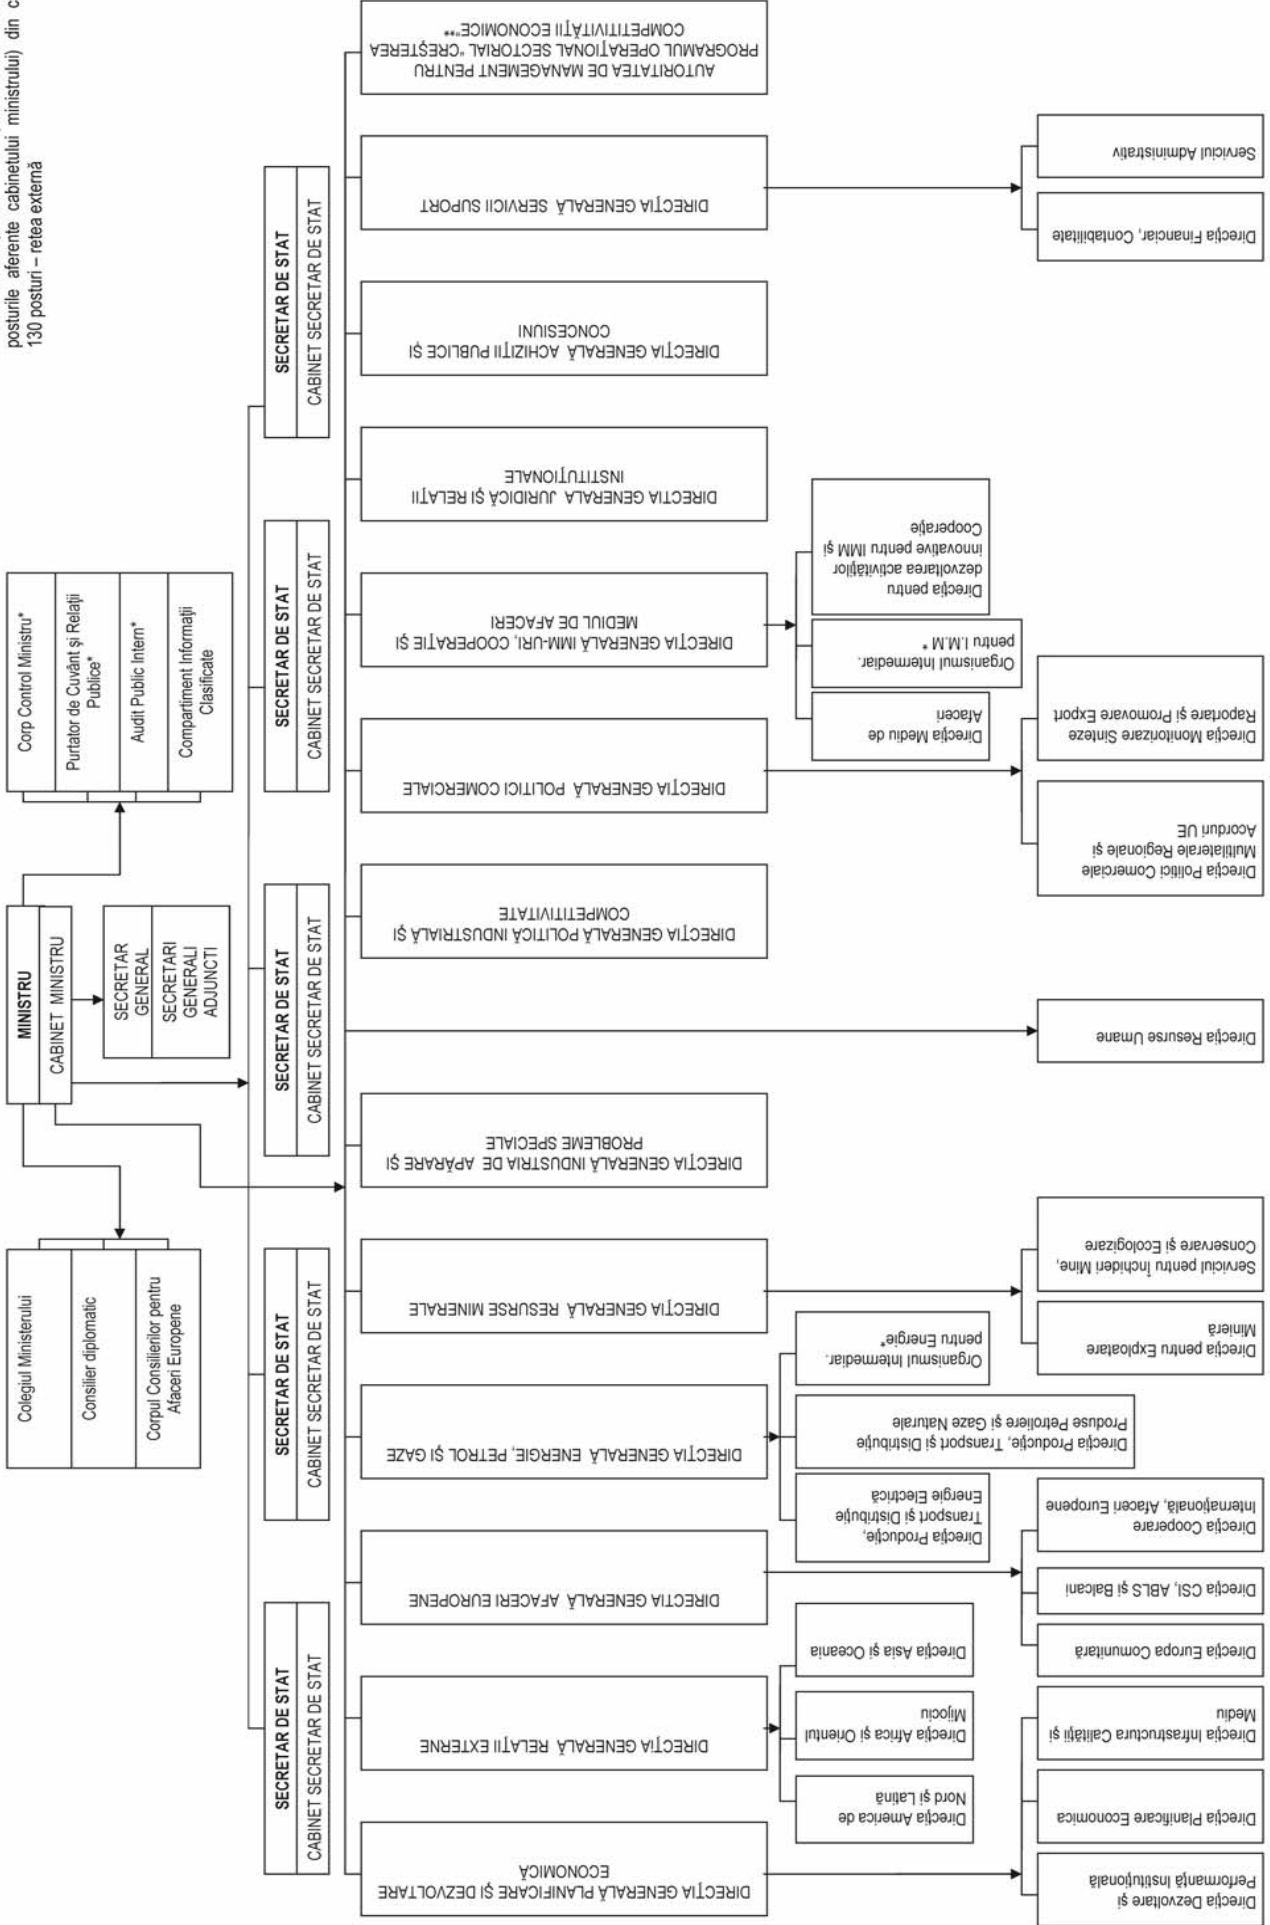 posturile aferente cabinetului ministrului) din c
130 posturi – retea externă
MINISTRU
CABINET MINISTRU
Colegiul Ministerului
Consilier diplomatic
Corpul Consilierilor pentru
Afaceri Europene
SECRETAR
GENERAL
SECRETARI
GENERALI
ADJUNCTI
Corp Control Ministru*
Purtator de Cuvânt și Relații
Publice*
Audit Public Intern*
Compartiment Informații
Clasificate
SECRETAR DE STAT
CABINET SECRETAR DE STAT
SECRETAR DE STAT
CABINET SECRETAR DE STAT
SECRETAR DE STAT
CABINET SECRETAR DE STAT
SECRETAR DE STAT
CABINET SECRETAR DE STAT
SECRETAR DE STAT
CABINET SECRETAR DE STAT
DIRECȚIA GENERALĂ PLANIFICARE ȘI DEZVOLTARE
ECONOMICĂ
DIRECȚIA GENERALĂ RELAȚII EXTERNE
DIRECTIA GENERALĂ AFACERI EUROPENE
DIRECȚIA GENERALĂ ENERGIE, PETROL ȘI GAZE
DIRECȚIA GENERALĂ RESURSE MINERALE
DIRECȚIA GENERALĂ INDUSTRIA DE APĂRARE ȘI
PROBLEME SPECIALE
DIRECȚIA GENERALĂ POLITICĂ INDUSTRIALĂ ȘI
COMPETITIVITATE
DIRECȚIA GENERALĂ POLITICI COMERCIALE
DIRECȚIA GENERALĂ IMM-URI, COOPERAȚIE ȘI
MEDIUL DE AFACERI
DIRECTIA GENERALĂ JURIDICĂ ȘI RELAȚII
INSTITUȚIONALE
DIRECȚIA GENERALĂ ACHIZIȚII PUBLICE ȘI
CONCESIUNI
DIRECȚIA GENERALĂ SERVICII SUPORT
AUTORITATEA DE MANAGEMENT PENTRU
PROGRAMUL OPERAȚIONAL SECTORIAL "CREȘTEREA
COMPETITIVITĂȚII ECONOMICE"**
Direcția America de
Nord și Latină
Direcția Africa și Orientul
Mijociu
Direcția Asia și Oceania
Direcția Producție,
Transport și Distribuție
Energie Electrică
Direcția Producție, Transport și Distribuție
Produse Petroliere și Gaze Naturale
Organismul Intermediar.
pentru Energie*
Direcția Mediu de
Afaceri
Organismul Intermediar.
pentru I.M.M *
Direcția pentru
dezvoltarea activităților
innovative pentru IMM și
Cooperație
Direcția Dezvoltare și
Performanță Instituțională
Direcția Planificare Economica
Direcția Infrastructura Calității și
Mediu
Direcția Europa Comunitară
Direcția CSI, ABLS și Balcani
Direcția Cooperare
Internațională, Afaceri Europene
Direcția pentru Exploatare
Minieră
Serviciul pentru Închideri Mine,
Conservare și Ecologizare
Direcția Resurse Umane
Direcția Politici Comerciale
Multilaterale Regionale și
Acorduri UE
Direcția Monitorizare Sinteze
Raportare și Promovare Export
Direcția Financiar, Contabilitate
Serviciul Administrativ